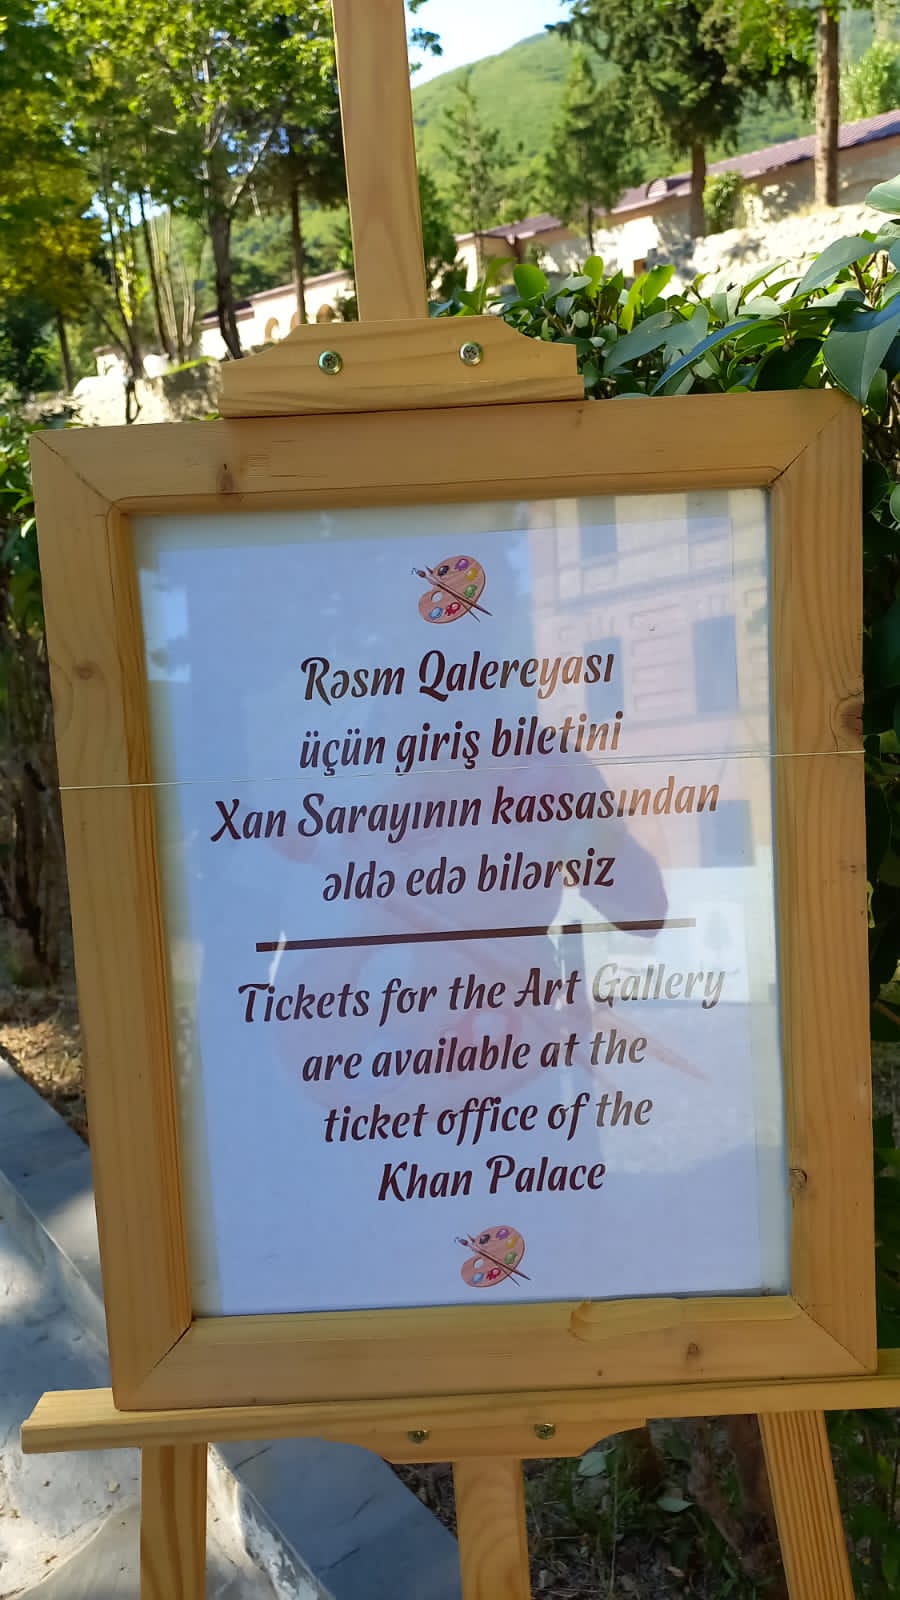 Rəsm Qalereyası
üçün giriş biletini
Xan Sarayının kassasından
əldə edə bilərsiz
Tickets for the Art Gallery
are available at the
ticket office of the
Khan Palace